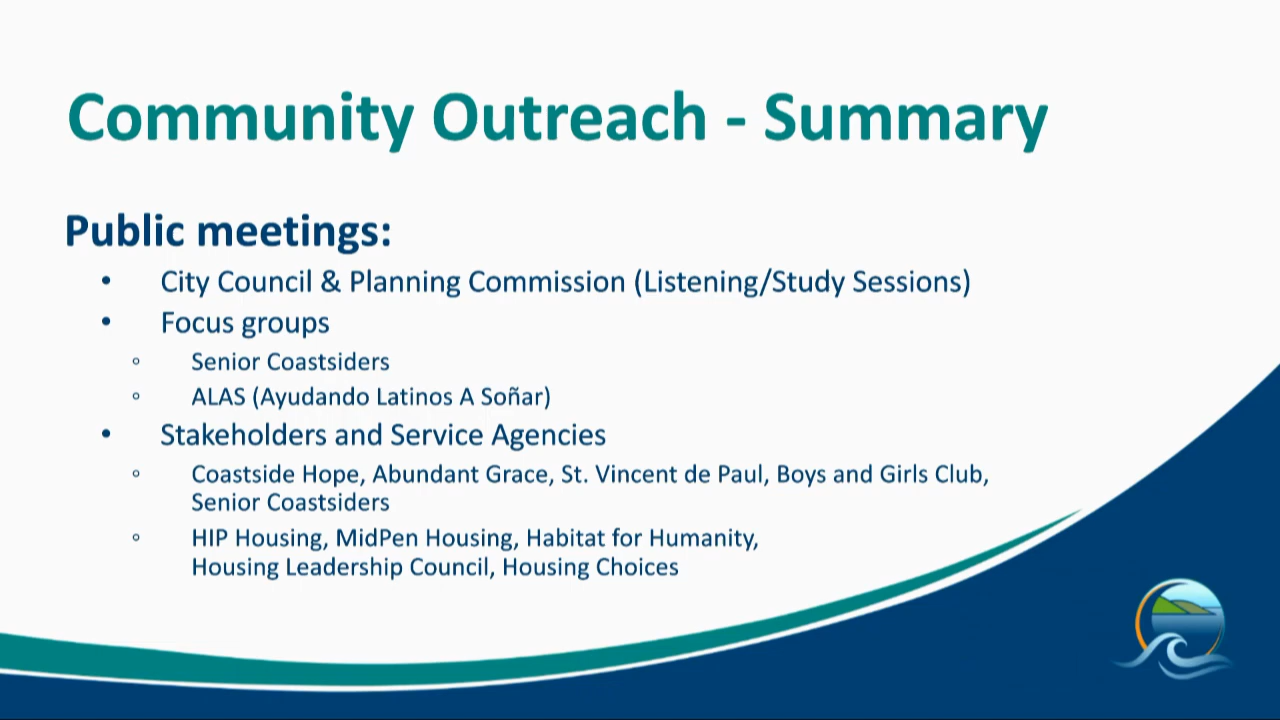 Community Outreach - Summary
Public meetings:
• City Council & Planning Commission (Listening/Study Sessions)
• Focus groups
◦ Senior Coastsiders
◦ ALAS (Ayudando Latinos A Soñar)
• Stakeholders and Service Agencies
◦ Coastside Hope, Abundant Grace, St. Vincent de Paul, Boys and Girls Club,
Senior Coastsiders
◦ HIP Housing, MidPen Housing, Habitat for Humanity,
Housing Leadership Council, Housing Choices